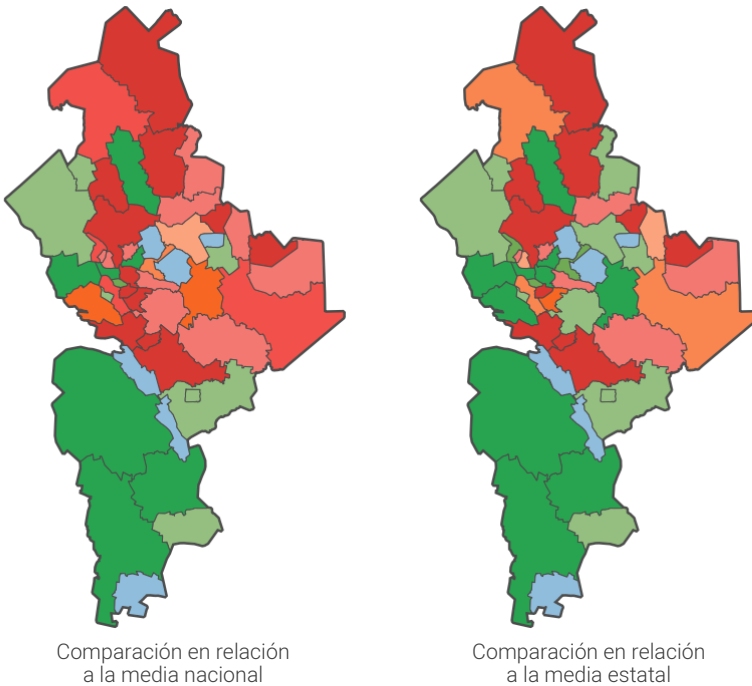 Comparación en relación
a la media nacional
Comparación en relación
a la media estatal